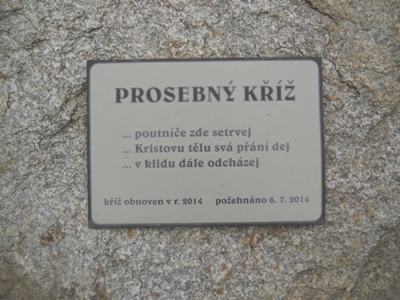 PROSEBNÝ KŘÍŽ
... poutníče zde setrvej
... Kristovu tělu svá přání dej
... v klidu dále odcházej
kříž obnoven v r. 2014 požehnáno 6. 7. 2014